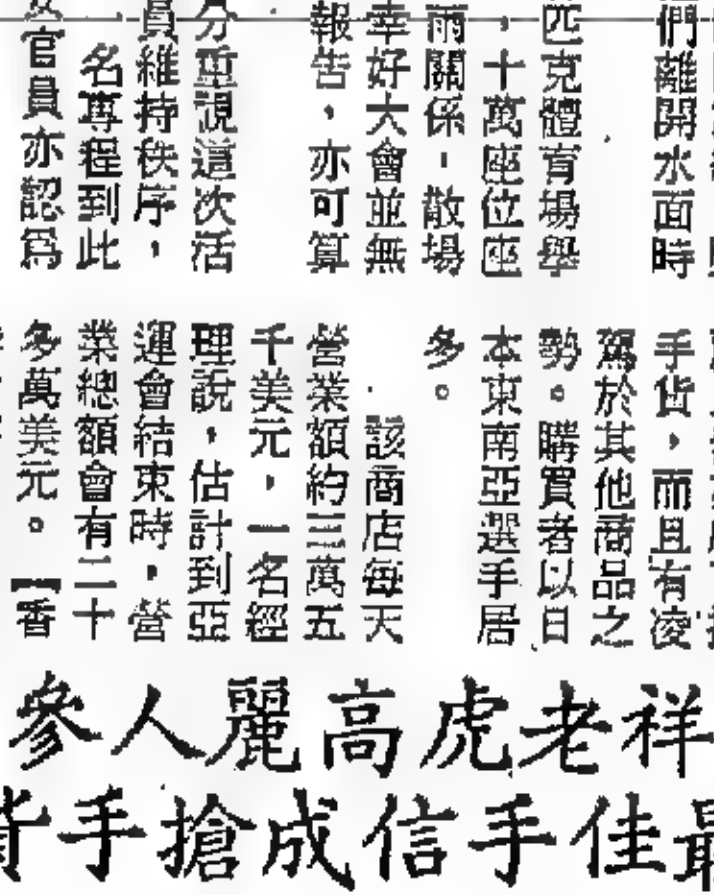 們離開水面時
匹克體育場舉
，十萬座位座
雨關係，散場
幸好大會並無
報告，亦可算
分重視這次活
員維持秩序，
名專程到此
官員亦認爲
手貨，而且有凌
駕於其他商品之
勢。購買者以日
本東南亞選手居
多。
該商店每天
營業額約三萬五
千美元，一名經
理說，估計到亞
運會結束時，營
業總額會有二十
多萬美元。【香
祥老虎高麗人參
最佳手信成搶手貨